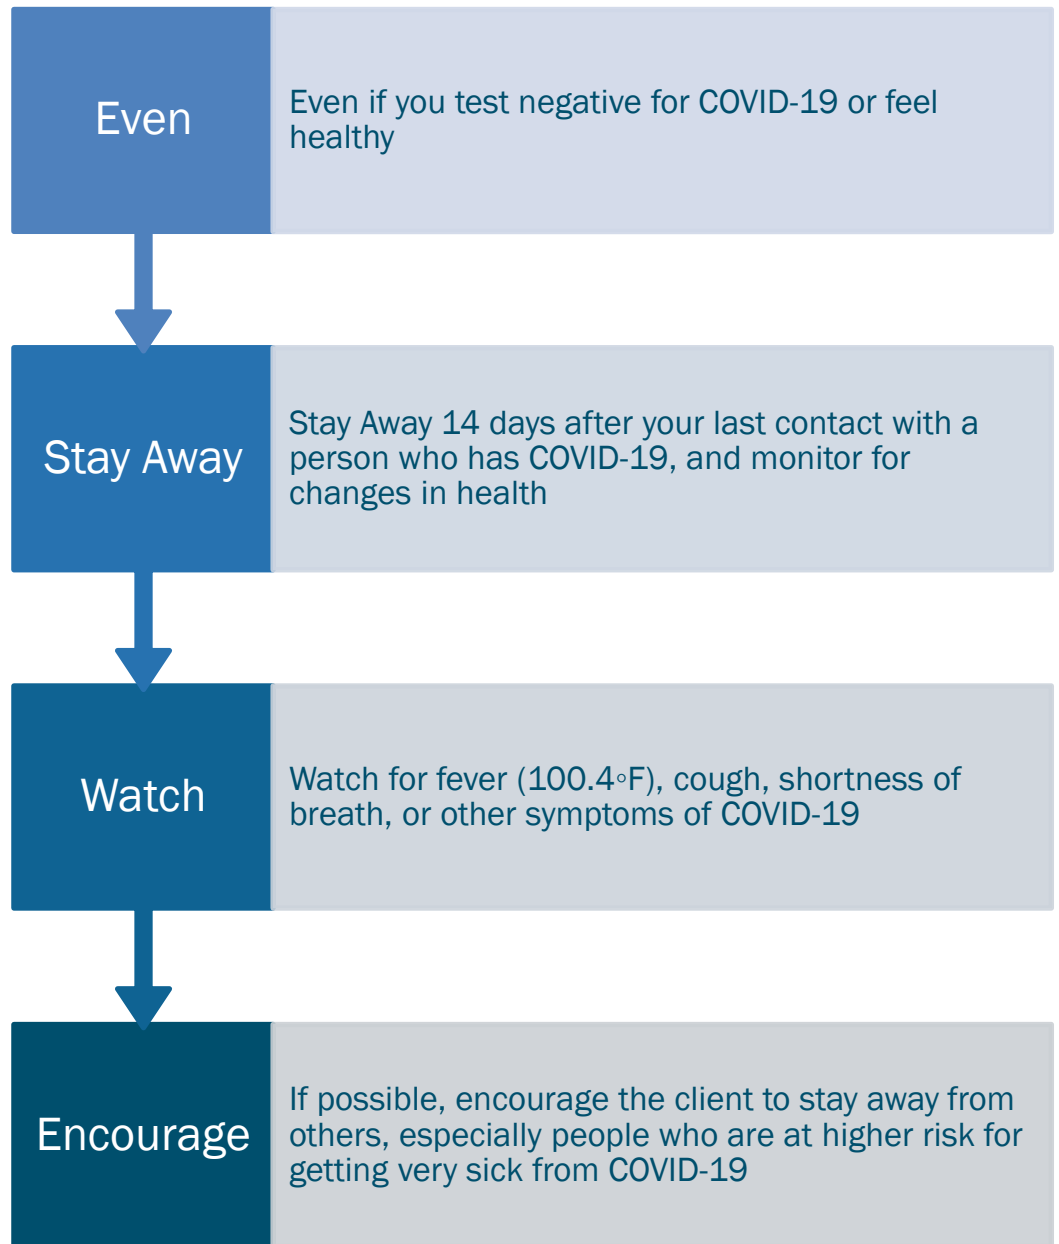 Even
Even if you test negative for COVID-19 or feel
healthy
Stay Away
Stay Away 14 days after your last contact with a
person who has COVID-19, and monitor for
changes in health
Watch
Watch for fever (100.4◦F), cough, shortness of
breath, or other symptoms of COVID-19
Encourage
If possible, encourage the client to stay away from
others, especially people who are at higher risk for
getting very sick from COVID-19